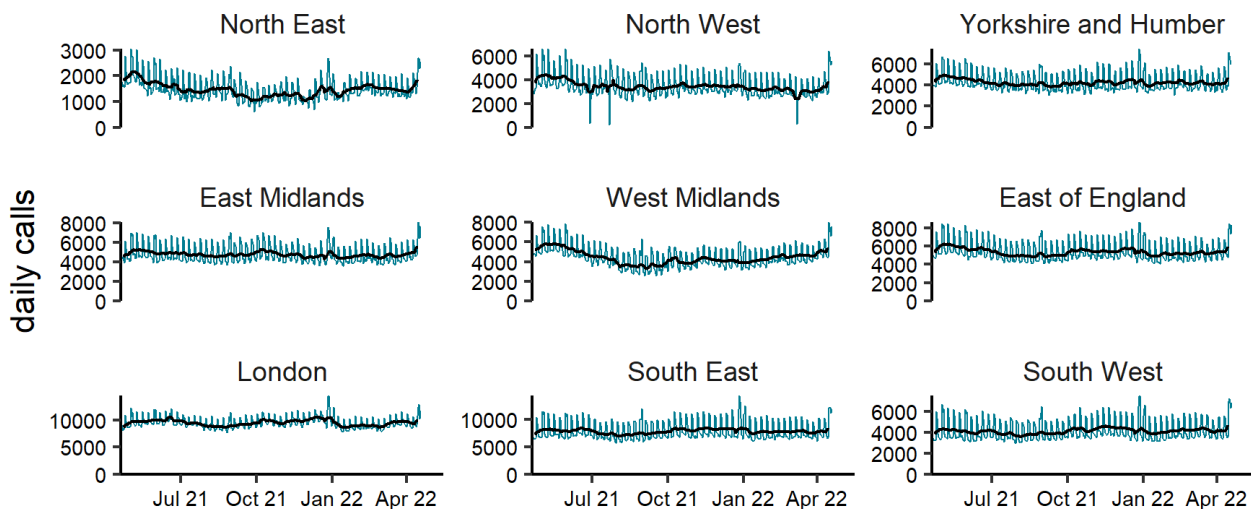 North East
North West
Yorkshire and Humber
3000
2000
1000
0
6000
4000
2000
0
6000
4000
2000
0
daily calls
East Midlands
West Midlands
East of England
8000
6000
4000
2000
0
8000
6000
4000
2000
0
8000
6000
4000
2000
0
London
South East
South West
10000
5000
0
10000
5000
0
6000
4000
2000
0
Jul 21 Oct 21 Jan 22 Apr 22
Jul 21 Oct 21 Jan 22 Apr 22
Jul 21 Oct 21 Jan 22 Apr 22